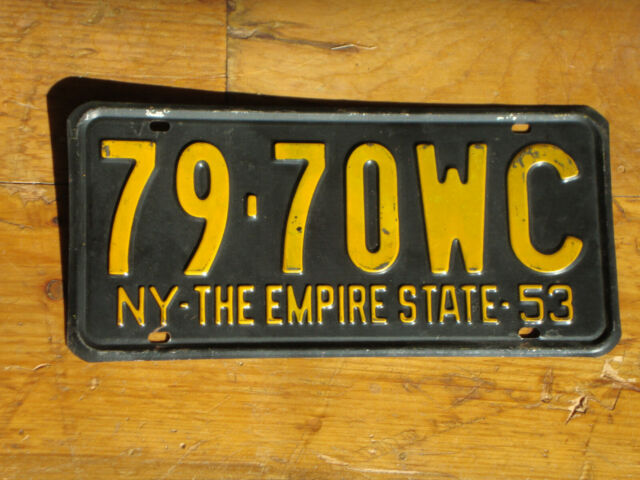 79-70WC
NY-THE EMPIRE STATE-53